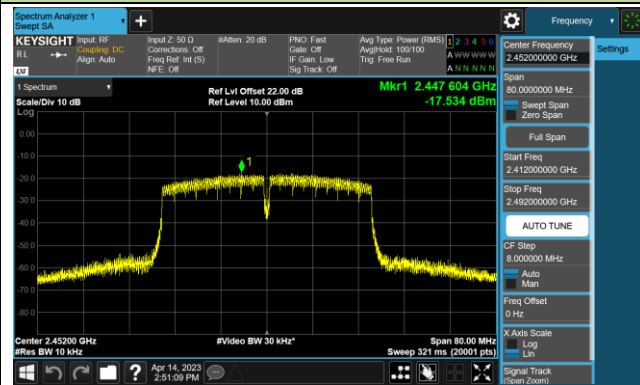 Spectrum Analyzer 1
Swept SA
+
Frequency
KEYSIGHT
R L
LXI
Input: RF
Coupling: DC
Align: Auto
Input Z: 50 Ω
Corrections: Off
Freq Ref: Int (S)
NFE: Off
#Atten: 20 dB
PNO: Fast
Gate: Off
IF Gain: Low
Sig Track: Off
Avg Type: Power (RMS)
Avg|Hold: 100/100
Trig: Free Run
1 2 3 4 5 6
A W W W W W
A N N N N N
1 Spectrum
Scale/Div 10 dB
Log
Ref Lvl Offset 22.00 dB
Ref Level 10.00 dBm
Mkr1 2.447 604 GHz
-17.534 dBm
0.00
-10.0
-20.0
-30.0
-40.0
-50.0
-60.0
-70.0
-80.0
1
Center 2.45200 GHz
#Res BW 10 kHz
#Video BW 30 kHz*
Span 80.00 MHz
Sweep 321 ms (20001 pts)
Center Frequency
2.452000000 GHz
Settings
Span
80.0000000 MHz
Swept Span
Zero Span
Full Span
Start Freq
2.412000000 GHz
Stop Freq
2.492000000 GHz
AUTO TUNE
CF Step
8.000000 MHz
Auto
Man
Freq Offset
0 Hz
X Axis Scale
Log
Lin
Signal Track
(Span Zoom)
?
Apr 14, 2023
2:51:09 PM